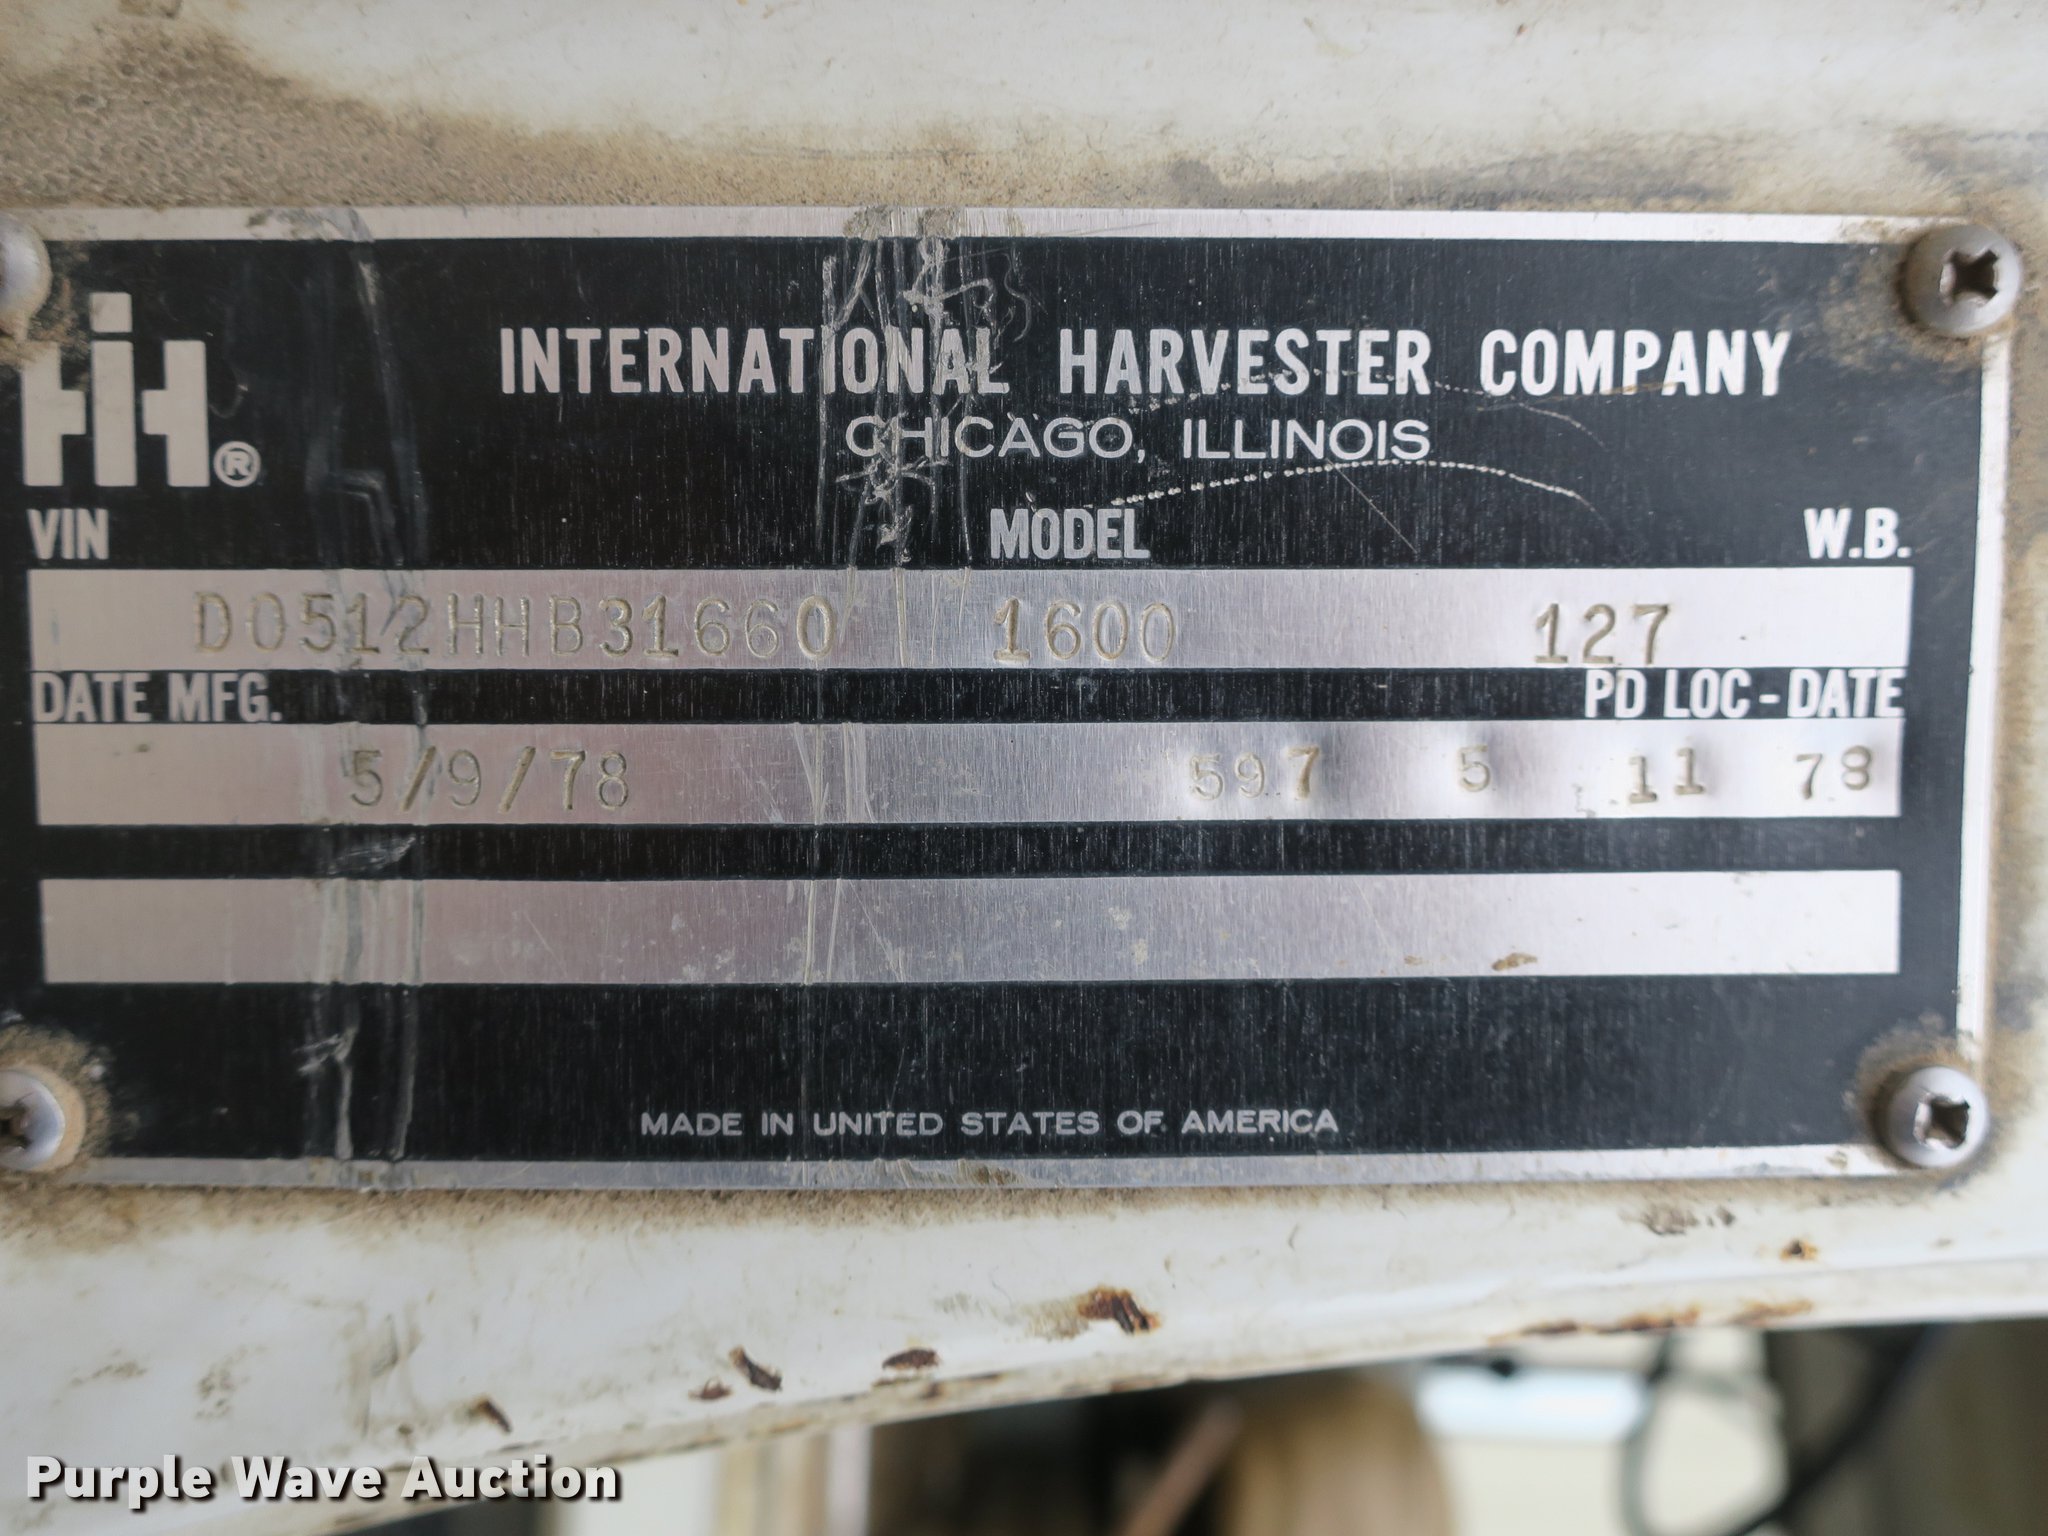 IH®
INTERNATIONAL HARVESTER COMPANY
CHICAGO, ILLINOIS
VIN MODEL W.B.
D0512HHB31660 1600 127
DATE MFG. PD LOC-DATE
5/9/78 597 5 11 78
MADE IN UNITED STATES OF AMERICA
Purple Wave Auction